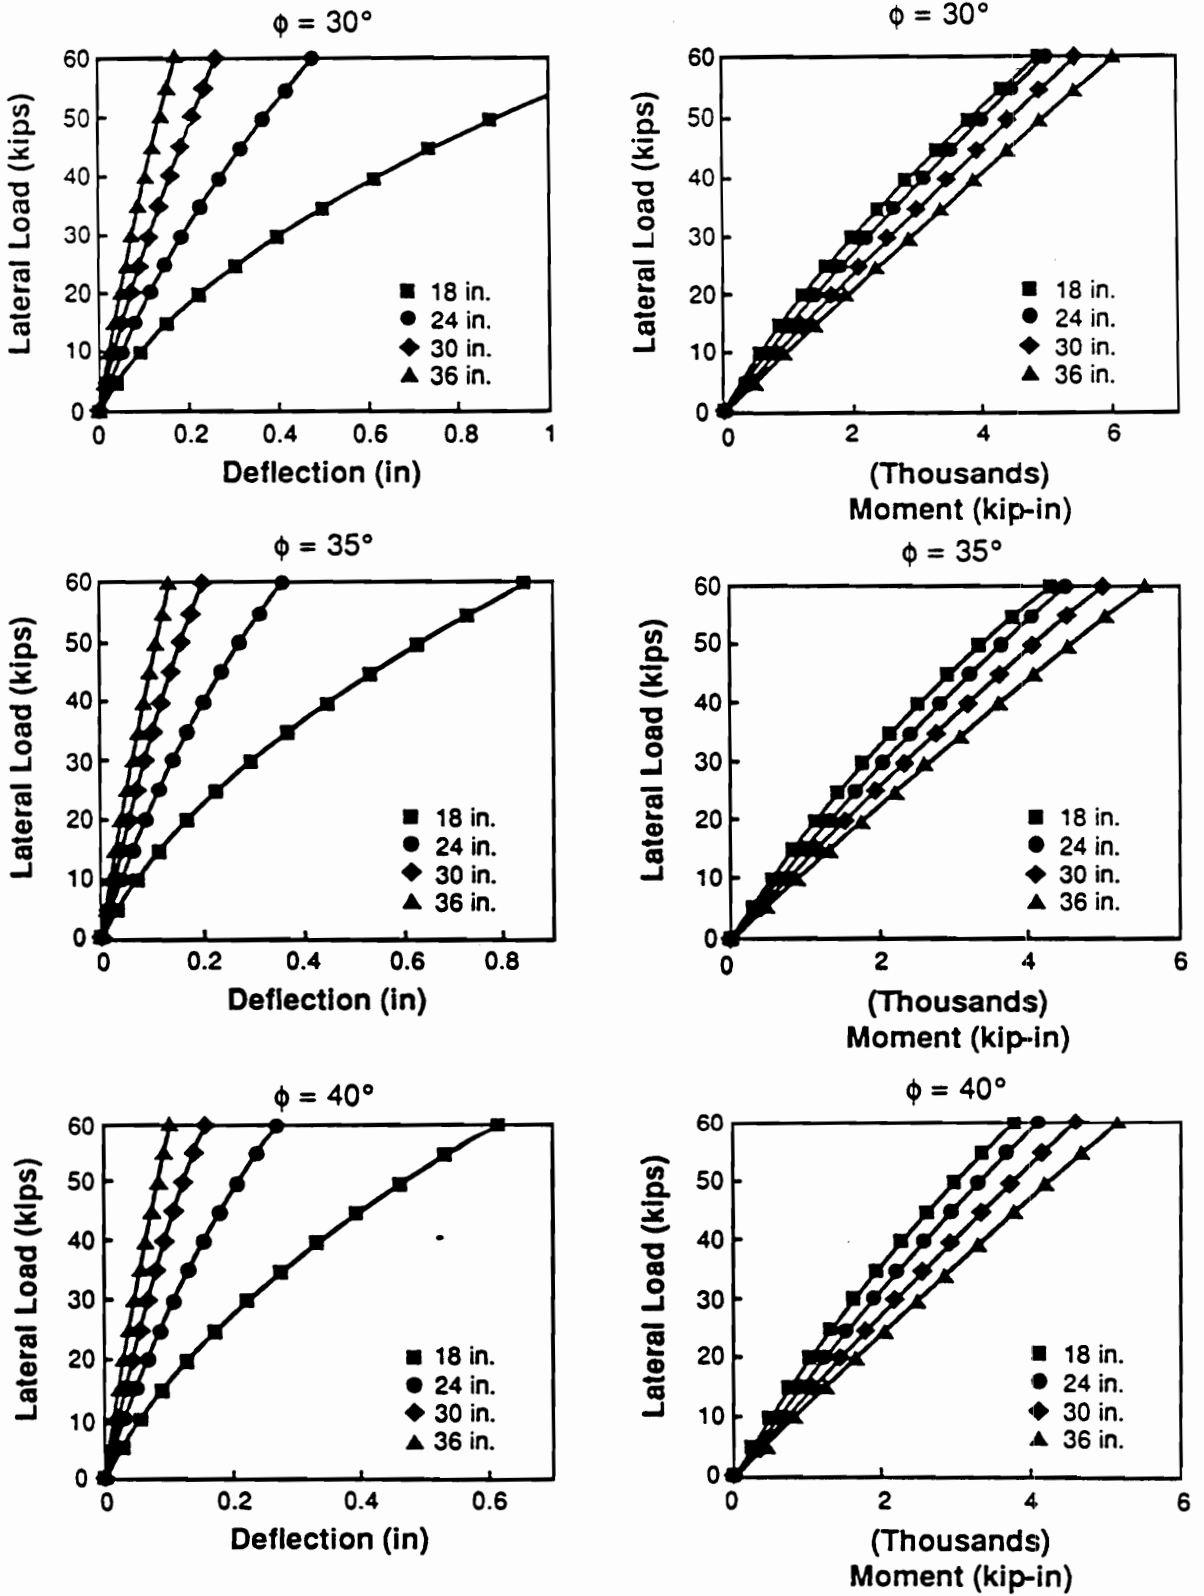 ϕ = 30°
Lateral Load (kips)
60
50
40
30
20
10
0
18 in.
24 in.
30 in.
36 in.
0 0.2 0.4 0.6 0.8 1
Deflection (in)
ϕ = 30°
Lateral Load (kips)
60
50
40
30
20
10
0
18 in.
24 in.
30 in.
36 in.
0 2 4 6
(Thousands)
Moment (kip-in)
ϕ = 35°
Lateral Load (kips)
60
50
40
30
20
10
0
18 in.
24 in.
30 in.
36 in.
0 0.2 0.4 0.6 0.8
Deflection (in)
ϕ = 35°
Lateral Load (kips)
60
50
40
30
20
10
0
18 in.
24 in.
30 in.
36 in.
0 2 4 6
(Thousands)
Moment (kip-in)
ϕ = 40°
Lateral Load (kips)
60
50
40
30
20
10
0
18 in.
24 in.
30 in.
36 in.
0 0.2 0.4 0.6
Deflection (in)
ϕ = 40°
Lateral Load (kips)
60
50
40
30
20
10
0
18 in.
24 in.
30 in.
36 in.
0 2 4 6
(Thousands)
Moment (kip-in)